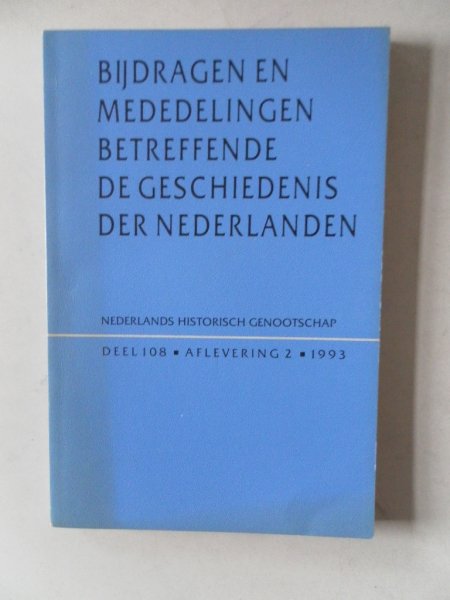 BIJDRAGEN EN
MEDEDELINGEN
BETREFFENDE
DE GESCHIEDENIS
DER NEDERLANDEN
NEDERLANDS HISTORISCH GENOOTSCHAP
DEEL 108 ▪ AFLEVERING 2 ▪ 1993